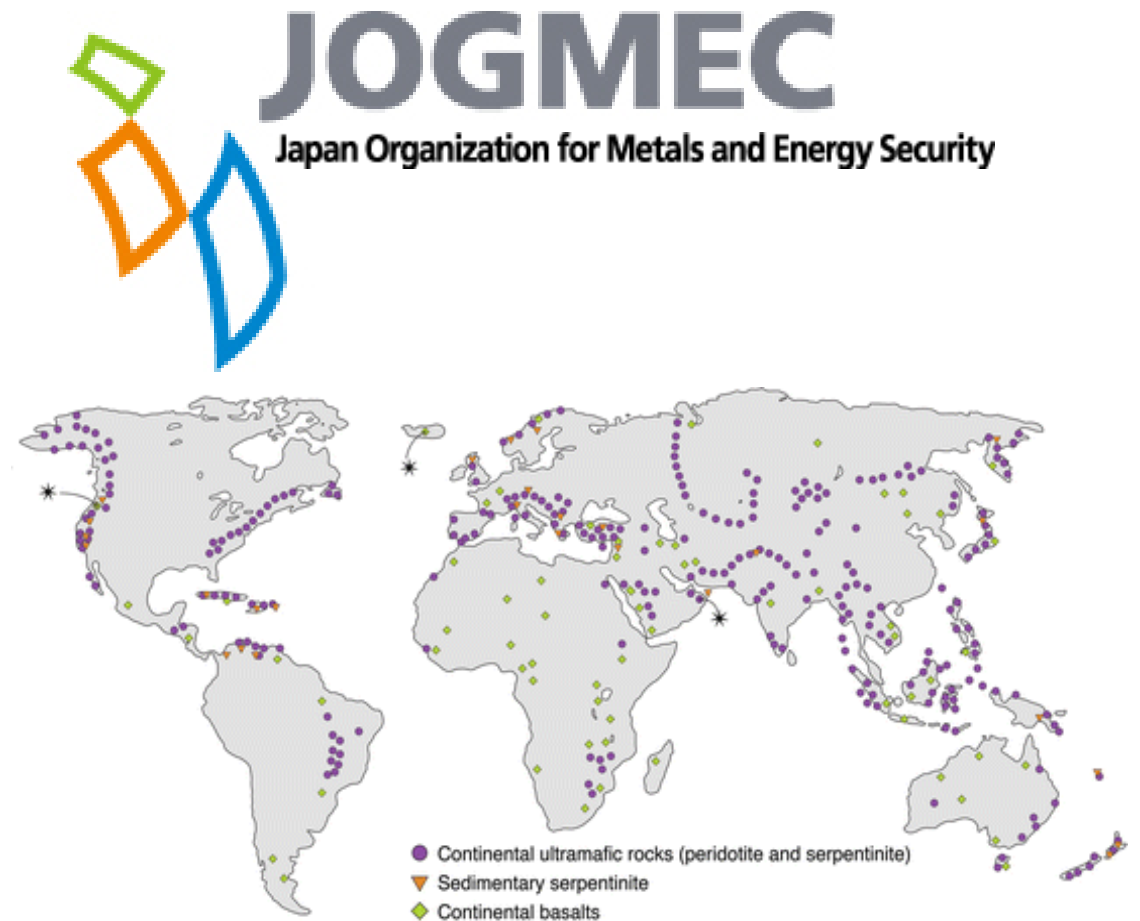 JOGMEC
Japan Organization for Metals and Energy Security
Continental ultramafic rocks (peridotite and serpentinite)
Sedimentary serpentinite
Continental basalts